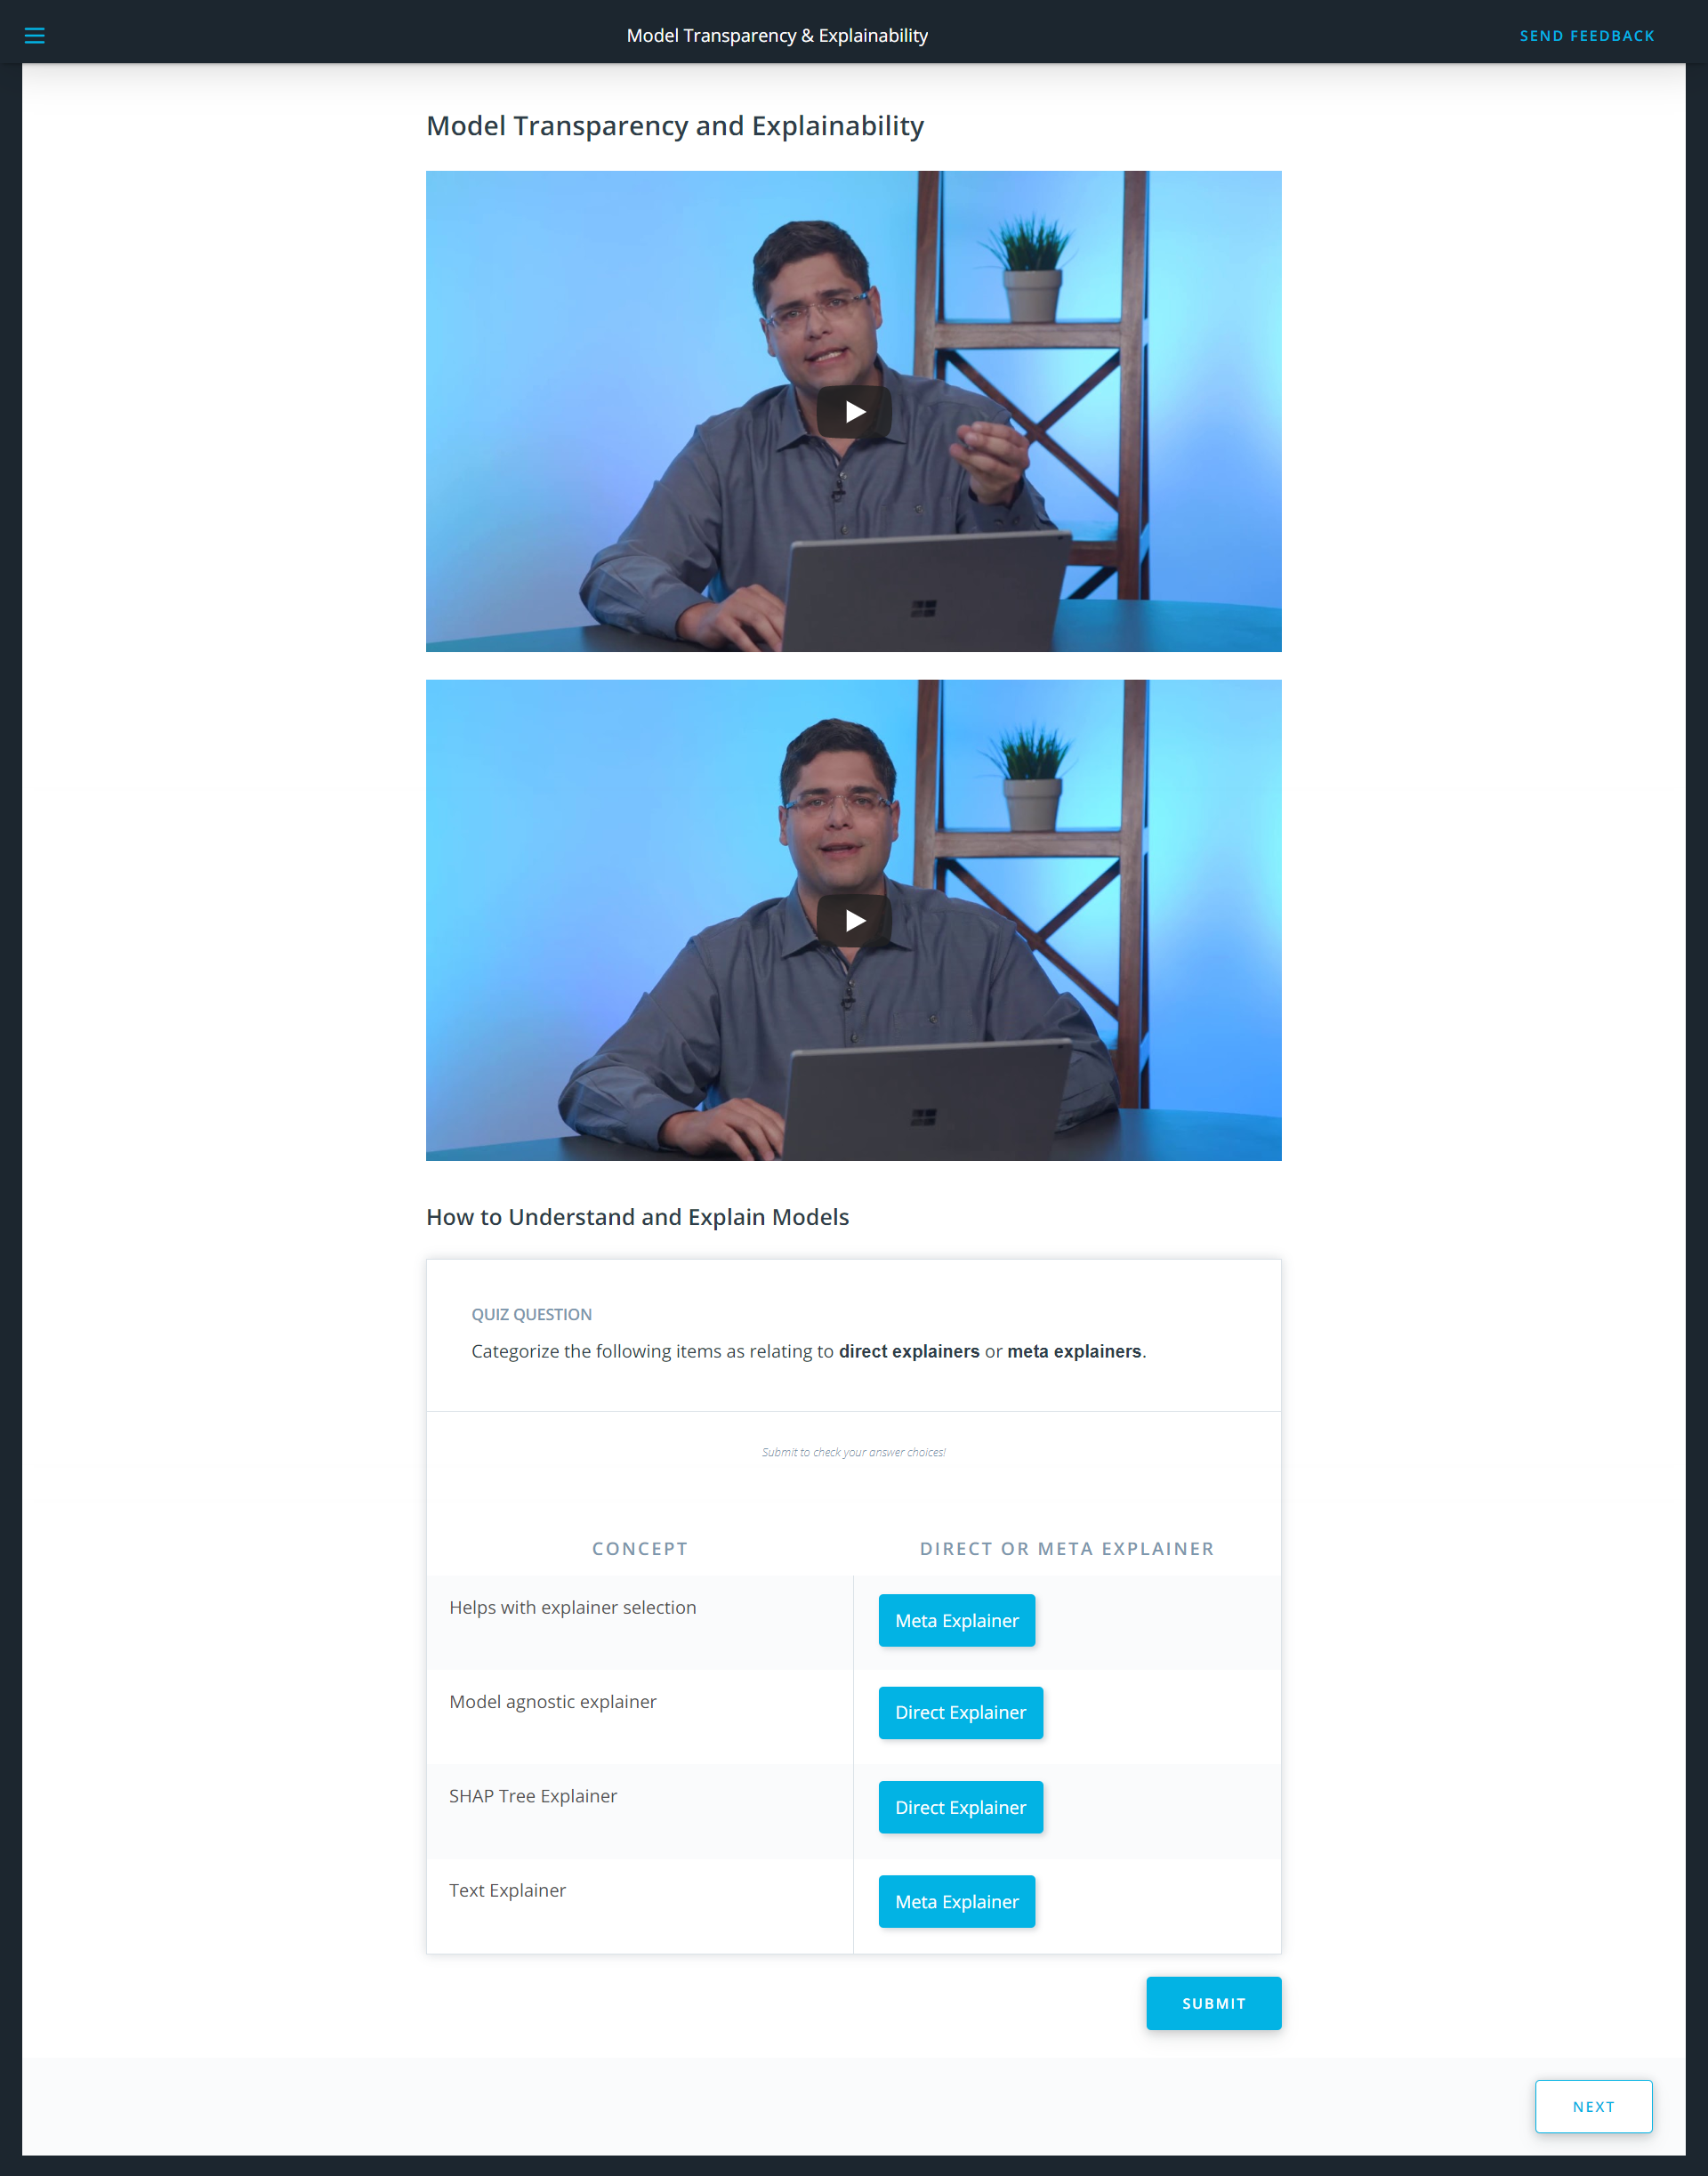 Model Transparency & Explainability
SEND FEEDBACK
Model Transparency and Explainability
How to Understand and Explain Models
QUIZ QUESTION
Categorize the following items as relating to direct explainers or meta explainers.
Submit to check your answer choices!
CONCEPT
DIRECT OR META EXPLAINER
Helps with explainer selection
Meta Explainer
Model agnostic explainer
Direct Explainer
SHAP Tree Explainer
Direct Explainer
Text Explainer
Meta Explainer
SUBMIT
NEXT